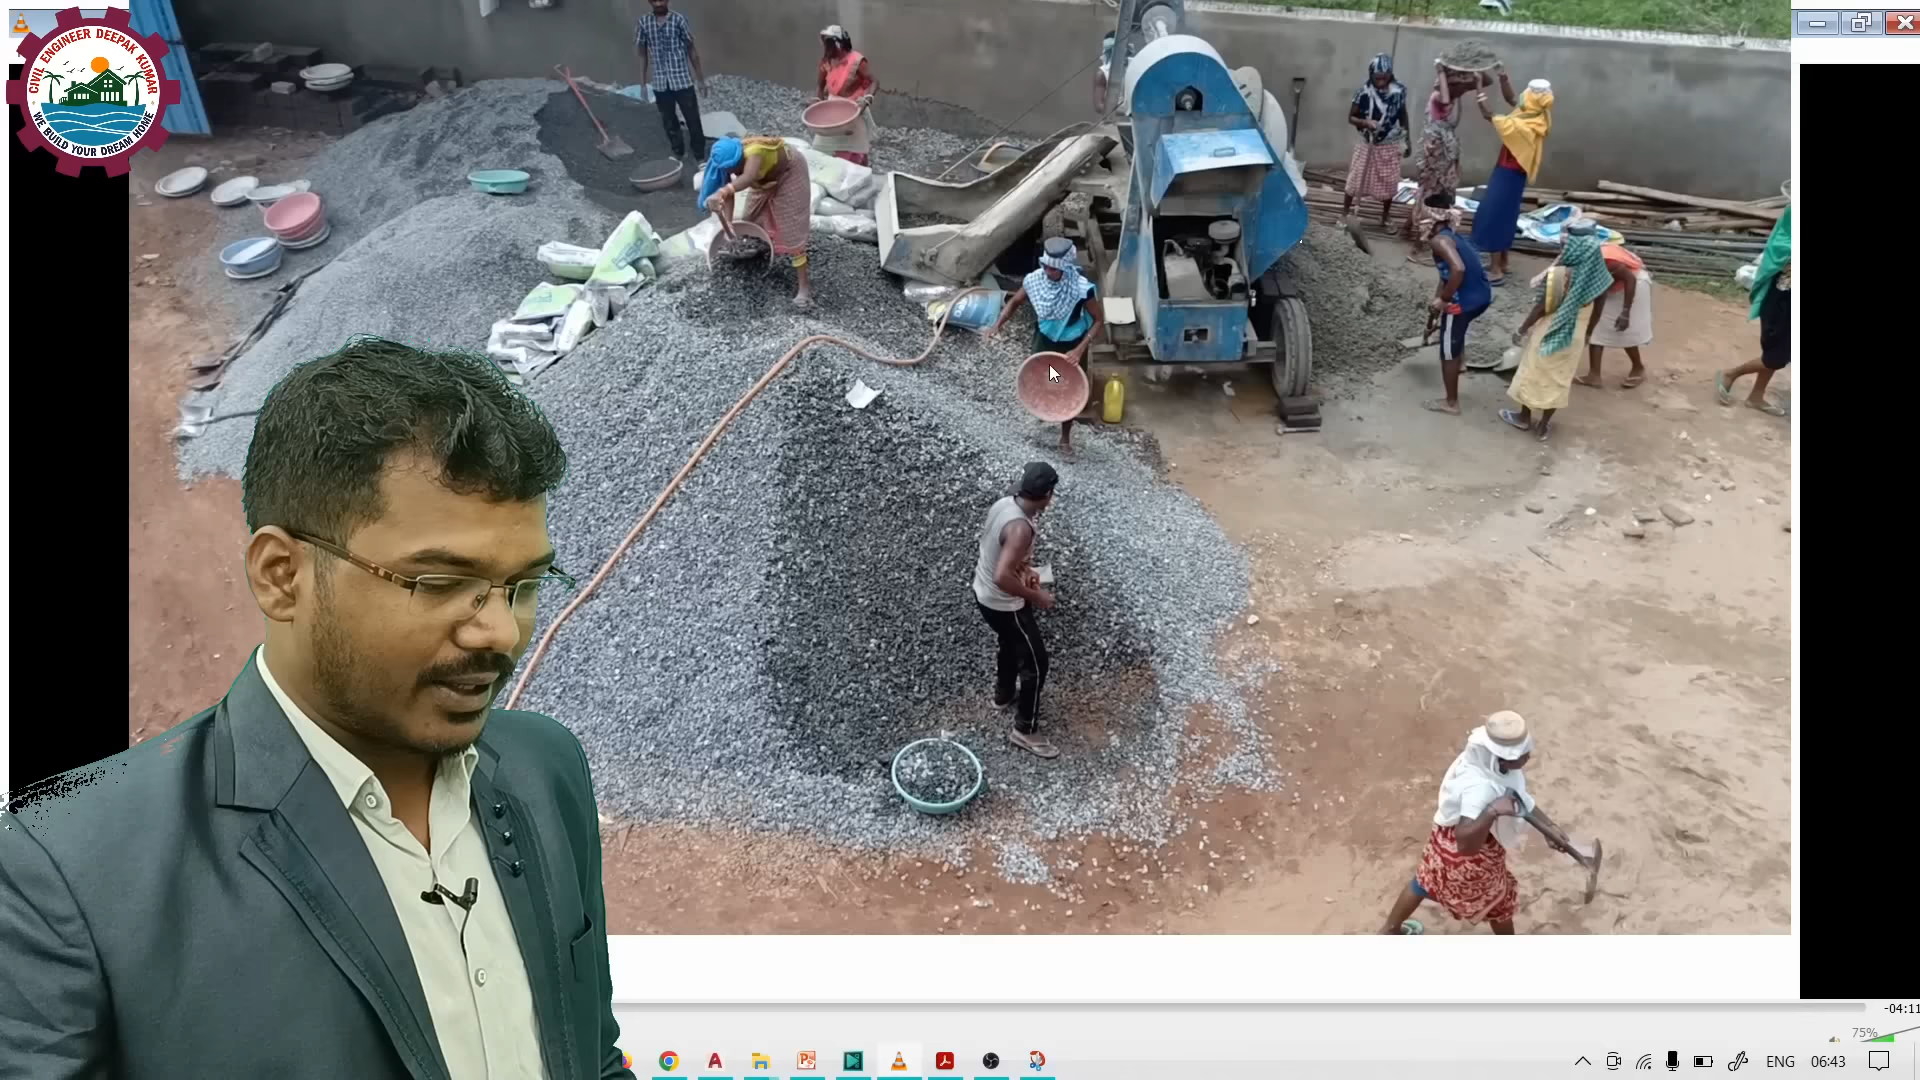 CIVIL ENGINEER DEEPAK KUMAR
WE BUILD YOUR DREAM HOME
-04:11
75%
ENG
06:43